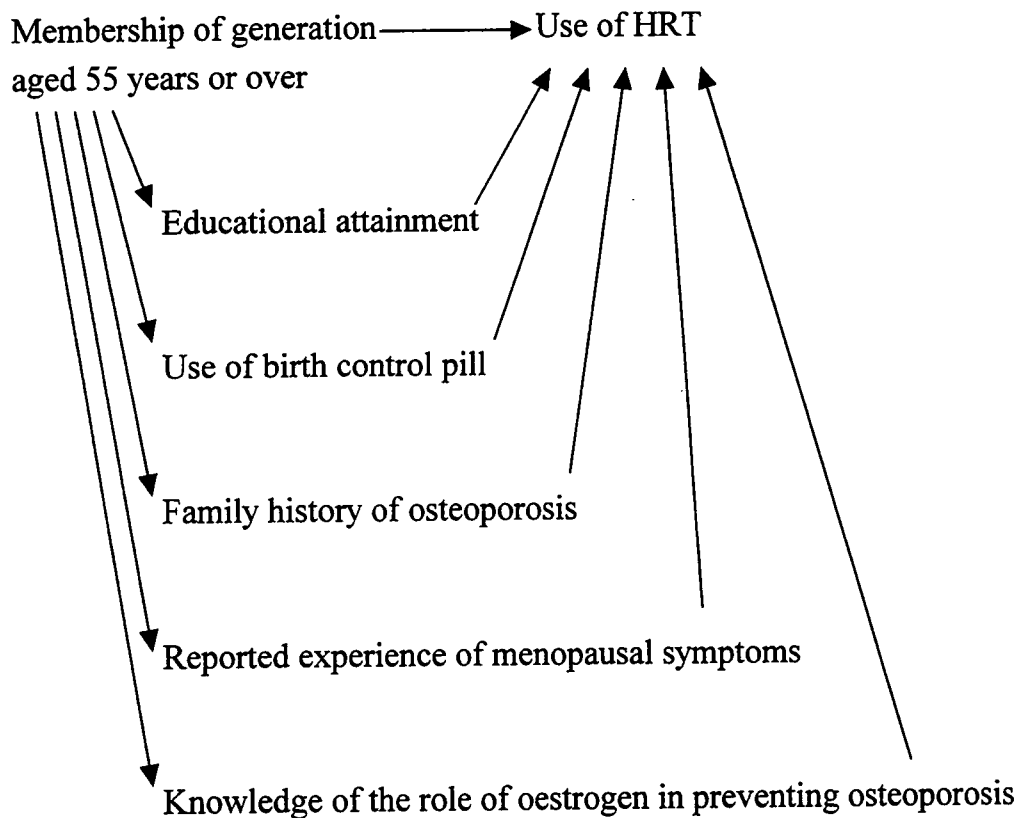 Membership of generation Use of HRT
aged 55 years or over
Educational attainment
Use of birth control pill
Family history of osteoporosis
Reported experience of menopausal symptoms
Knowledge of the role of oestrogen in preventing osteoporosis